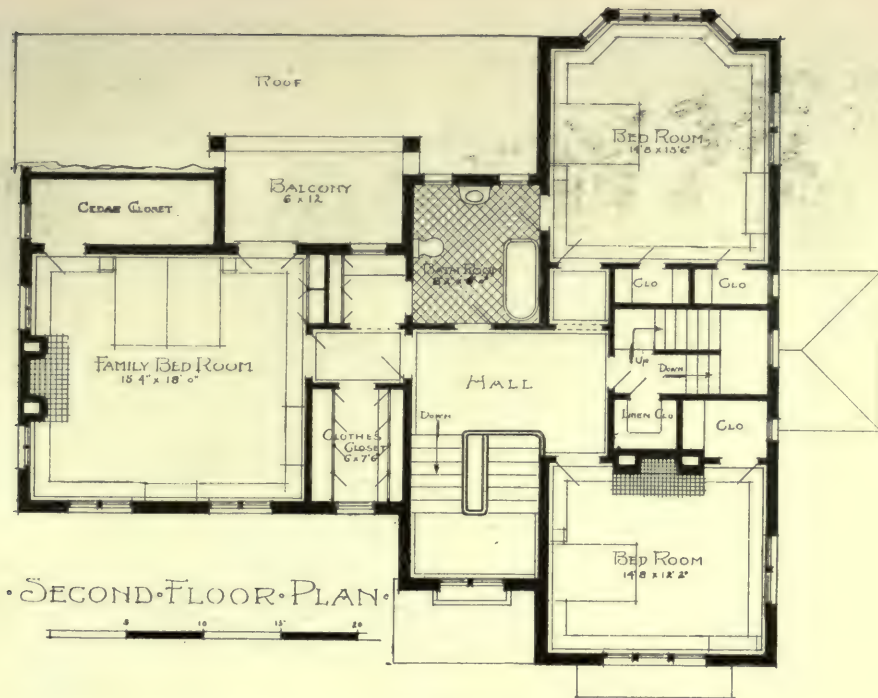 ROOF
BED ROOM
14'8 x 15'6"
BALCONY
6 x 12
CEDAR CLOSET
BATH ROOM
CLO
CLO
FAMILY BED ROOM
15'4" x 18'0"
UP
DOWN
HALL
DOWN
LINEN CLO
CLO
CLOTHES
CLOSET
6 x 7'6"
BED ROOM
14'8 x 12'2"
·SECOND·FLOOR·PLAN·
5 10 15 20